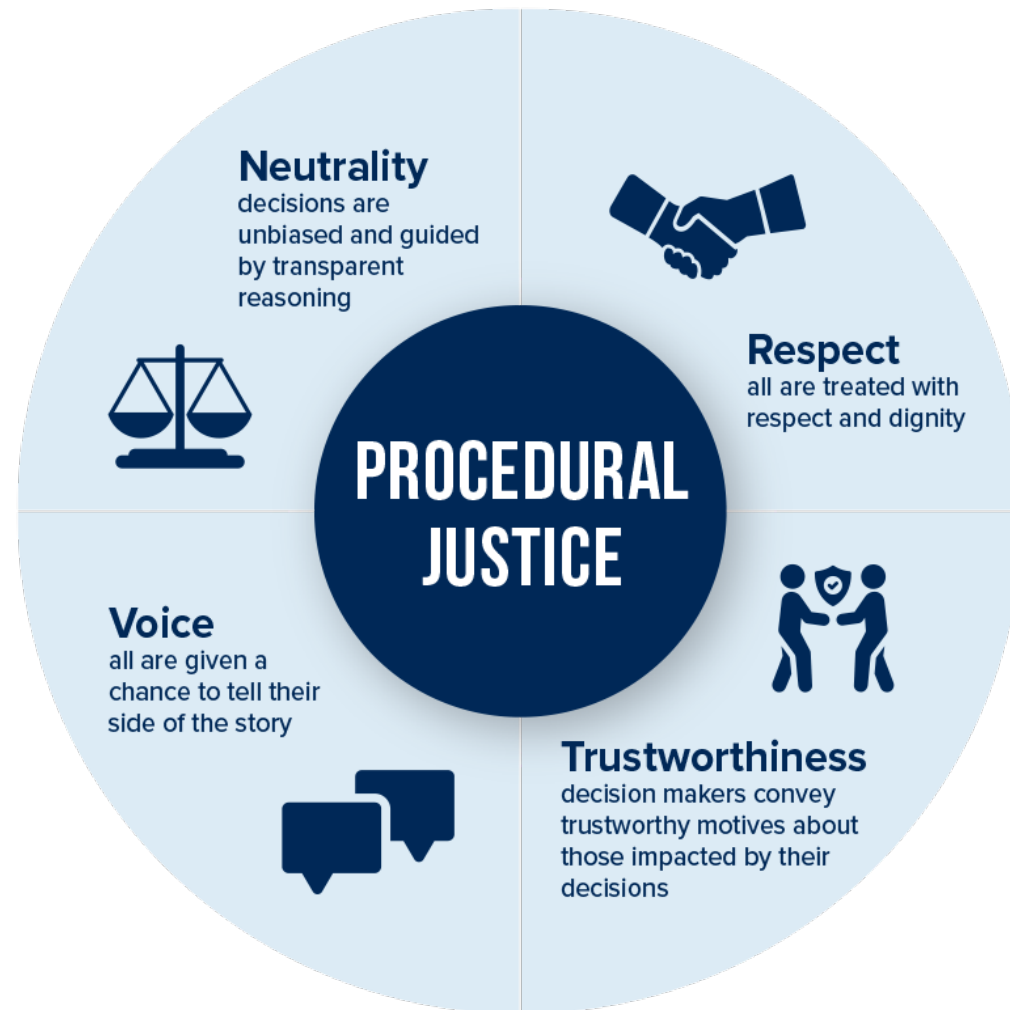 Neutrality
decisions are
unbiased and guided
by transparent
reasoning
Respect
all are treated with
respect and dignity
PROCEDURAL
JUSTICE
Voice
all are given a
chance to tell their
side of the story
Trustworthiness
decision makers convey
trustworthy motives about
those impacted by their
decisions